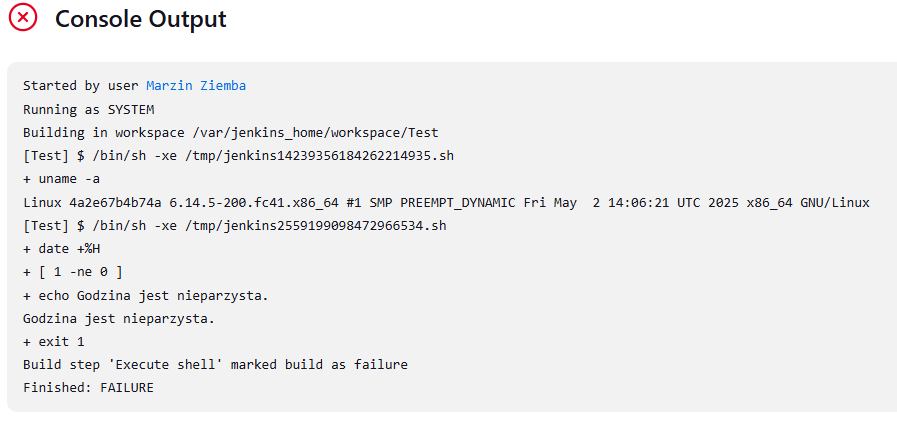 Console Output
Started by user Marzin Ziemba
Running as SYSTEM
Building in workspace /var/jenkins_home/workspace/Test
[Test] $ /bin/sh -xe /tmp/jenkins14239356184262214935.sh
+ uname -a
Linux 4a2e67b4b74a 6.14.5-200.fc41.x86_64 #1 SMP PREEMPT_DYNAMIC Fri May  2 14:06:21 UTC 2025 x86_64 GNU/Linux
[Test] $ /bin/sh -xe /tmp/jenkins2559199098472966534.sh
+ date +%H
+ [ 1 -ne 0 ]
+ echo Godzina jest nieparzysta.
Godzina jest nieparzysta.
+ exit 1
Build step 'Execute shell' marked build as failure
Finished: FAILURE